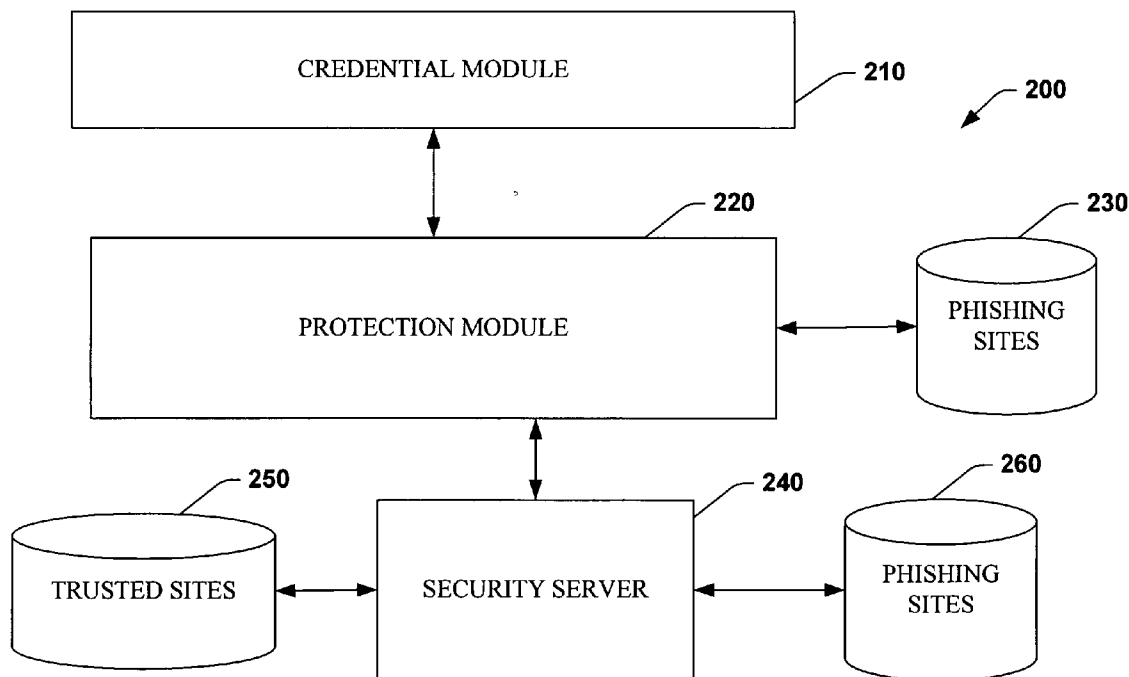 CREDENTIAL MODULE
210
200
220
230
PROTECTION MODULE
PHISHING
SITES
250
240
260
TRUSTED SITES
SECURITY SERVER
PHISHING
SITES